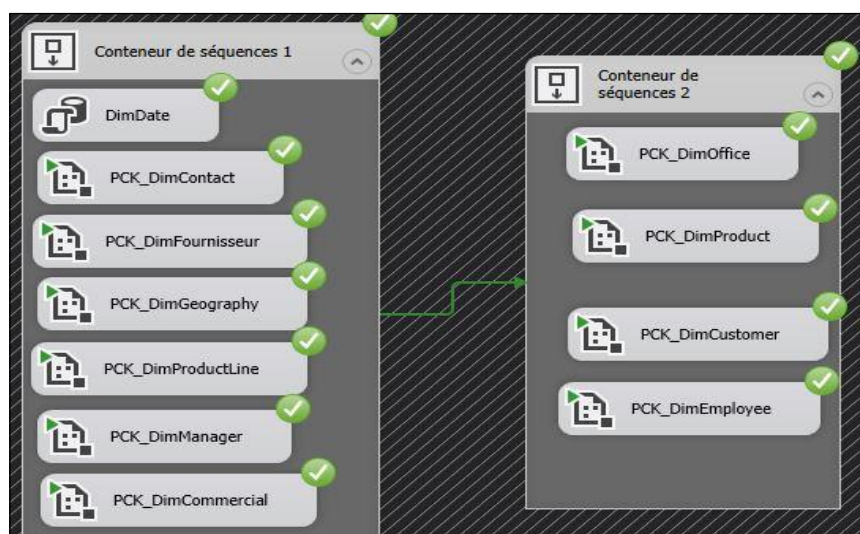 Conteneur de séquences 1
DimDate
PCK_DimContact
PCK_DimFournisseur
PCK_DimGeography
PCK_DimProductLine
PCK_DimManager
PCK_DimCommercial
Conteneur de
séquences 2
PCK_DimOffice
PCK_DimProduct
PCK_DimCustomer
PCK_DimEmployee